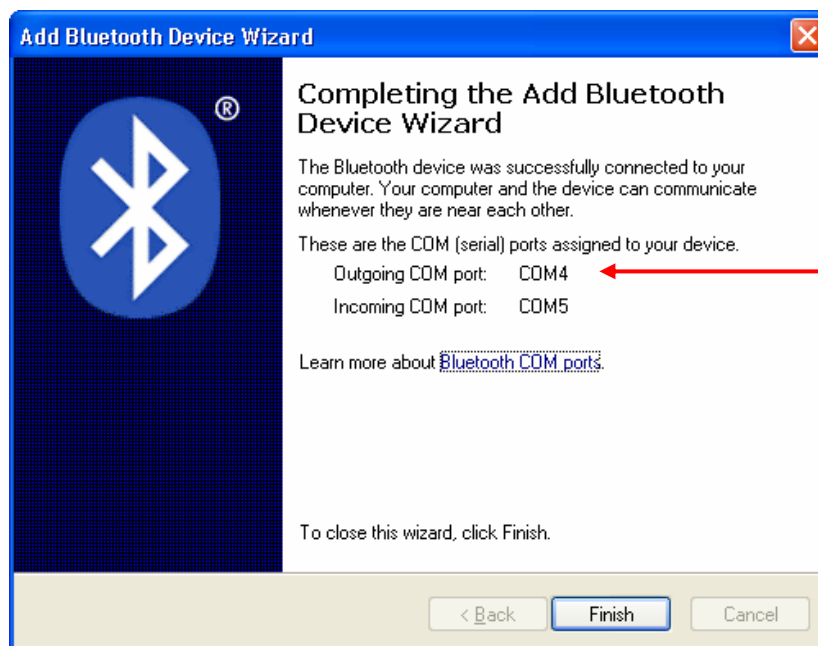 Add Bluetooth Device Wizard
®
Completing the Add Bluetooth
Device Wizard
The Bluetooth device was successfully connected to your
computer. Your computer and the device can communicate
whenever they are near each other.
These are the COM (serial) ports assigned to your device.
Outgoing COM port: COM4
Incoming COM port: COM5
Learn more about Bluetooth COM ports.
To close this wizard, click Finish.
< Back Finish Cancel